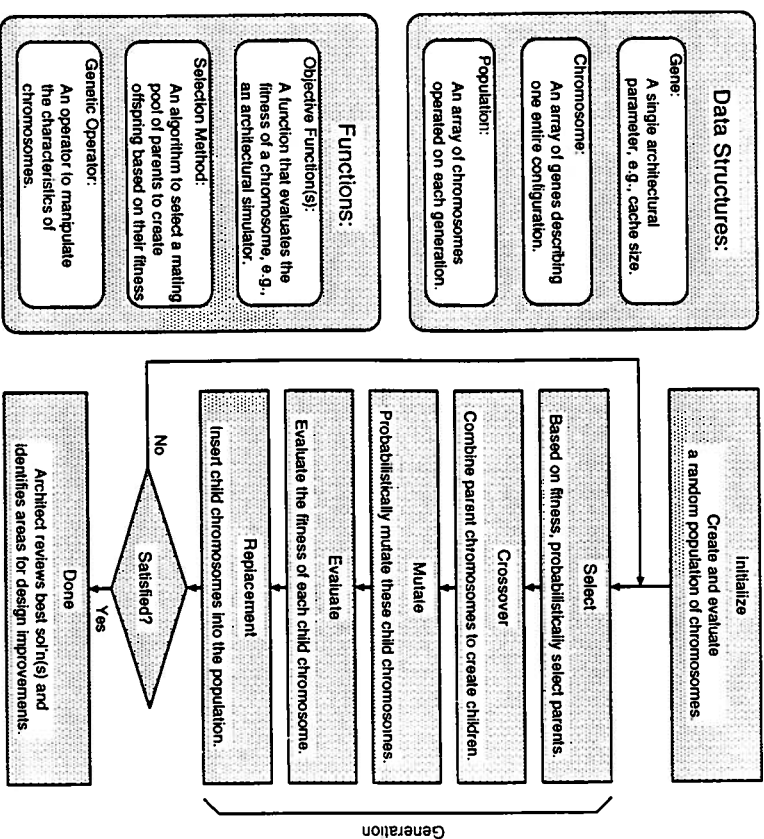 Data Structures:
Gene:
A single architectural
parameter, e.g., cache size.
Chromosome:
An array of genes describing
one entire configuration.
Population:
An array of chromosomes
operated on each generation.
Functions:
Objective Function(s):
A function that evaluates the
fitness of a chromosome, e.g.,
an architectural simulator.
Selection Method:
An algorithm to select a mating
pool of parents to create
offspring based on their fitness
Genetic Operator:
An operator to manipulate
the characteristics of
chromosomes.
Initialize
Create and evaluate
a random population of chromosomes.
Select
Based on fitness, probabilistically select parents.
Crossover
Combine parent chromosomes to create children.
Mutate
Probabilistically mutate these child chromosomes.
Evaluate
Evaluate the fitness of each child chromosome.
Replacement
Insert child chromosomes into the population.
Satisfied?
No
Yes
Done
Architect reviews best sol'n(s) and
identifies areas for design improvements.
Generation